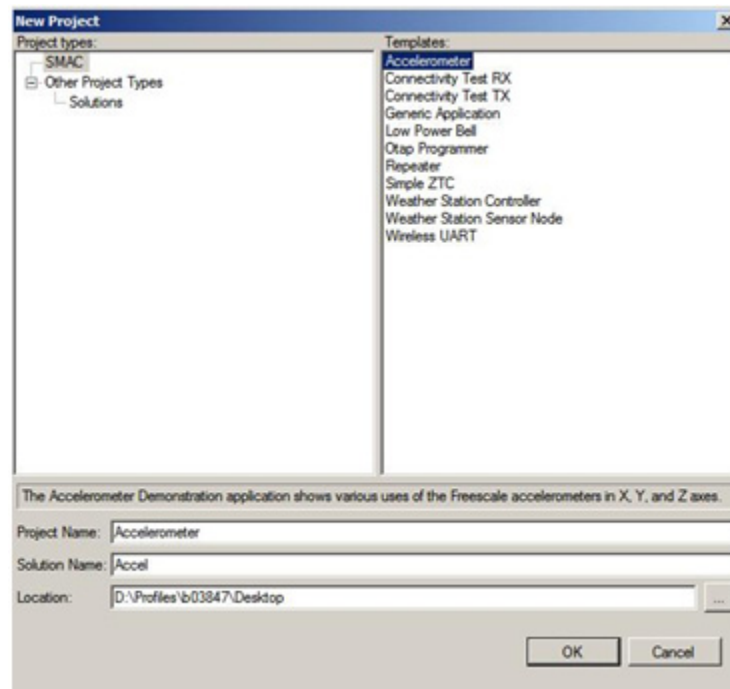 New Project
Project types:
SMAC
Other Project Types
Solutions
Templates:
Accelerometer
Connectivity Test RX
Connectivity Test TX
Generic Application
Low Power Bell
Otap Programmer
Repeater
Simple ZTC
Weather Station Controller
Weather Station Sensor Node
Wireless UART
The Accelerometer Demonstration application shows various uses of the Freescale accelerometers in X, Y, and Z axes.
Project Name: Accelerometer
Solution Name: Accel
Location: D:\Profiles\b03847\Desktop ...
OK Cancel